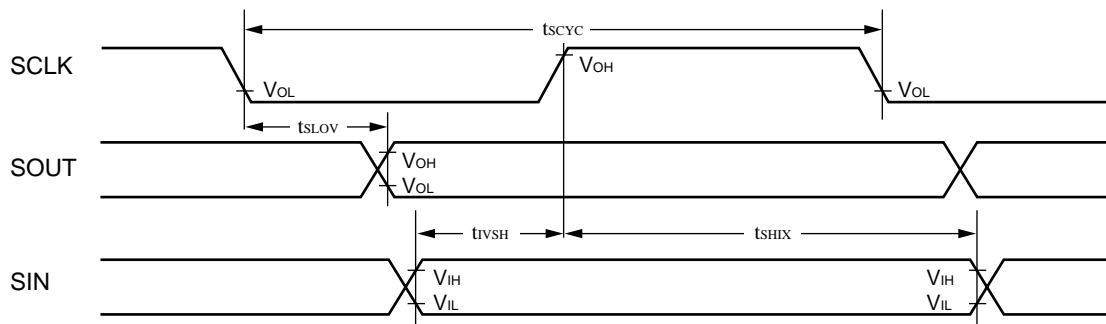 tSCYC
SCLK
VOH
VOL
VOL
tSLOV
SOUT
VOH
VOL
tIVSH
tSHIX
SIN
VIH
VIH
VIL
VIL